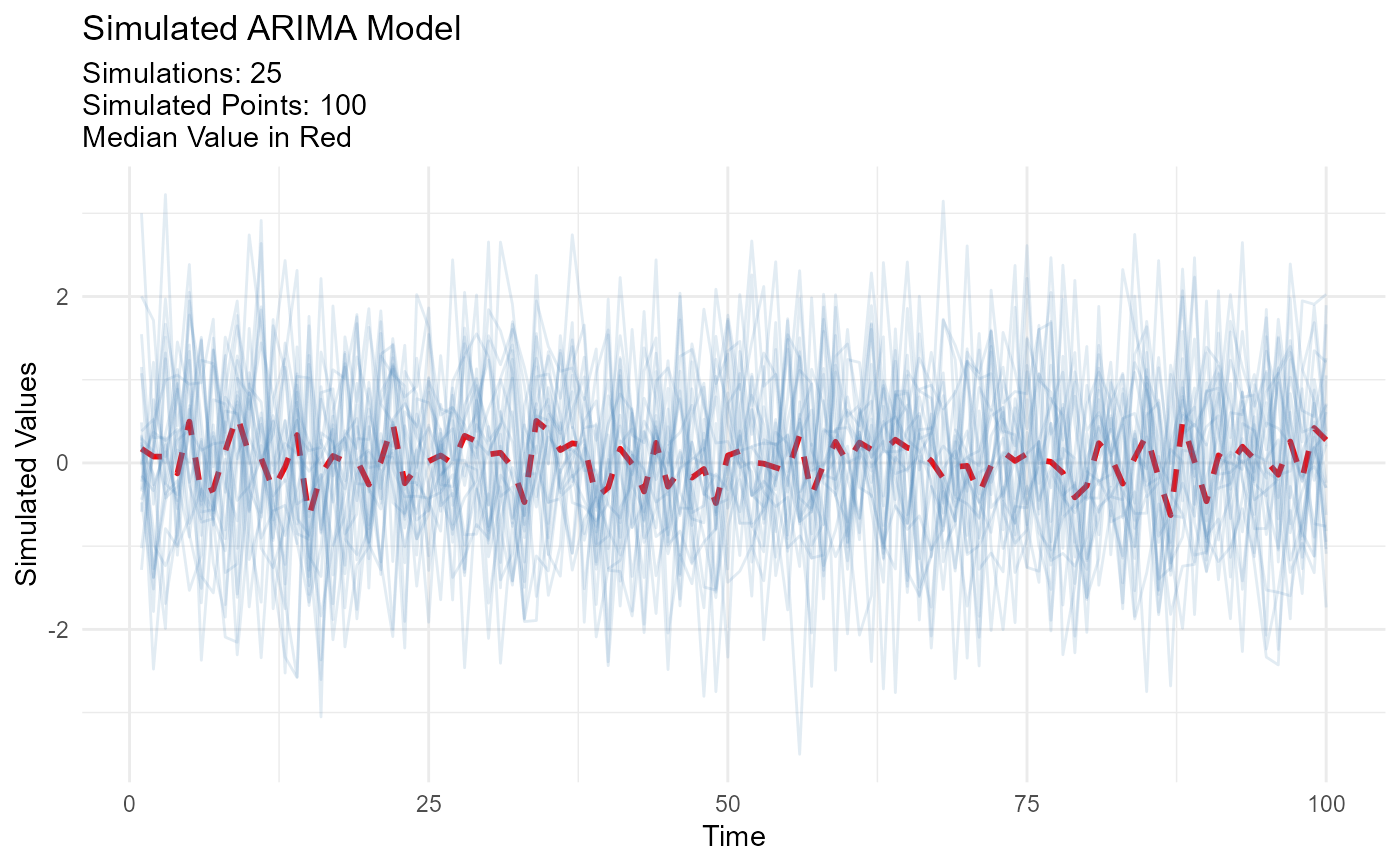 Simulated ARIMA Model
Simulations: 25
Simulated Points: 100
Median Value in Red
Simulated Values
2
0
-2
0
25
50
75
100
Time